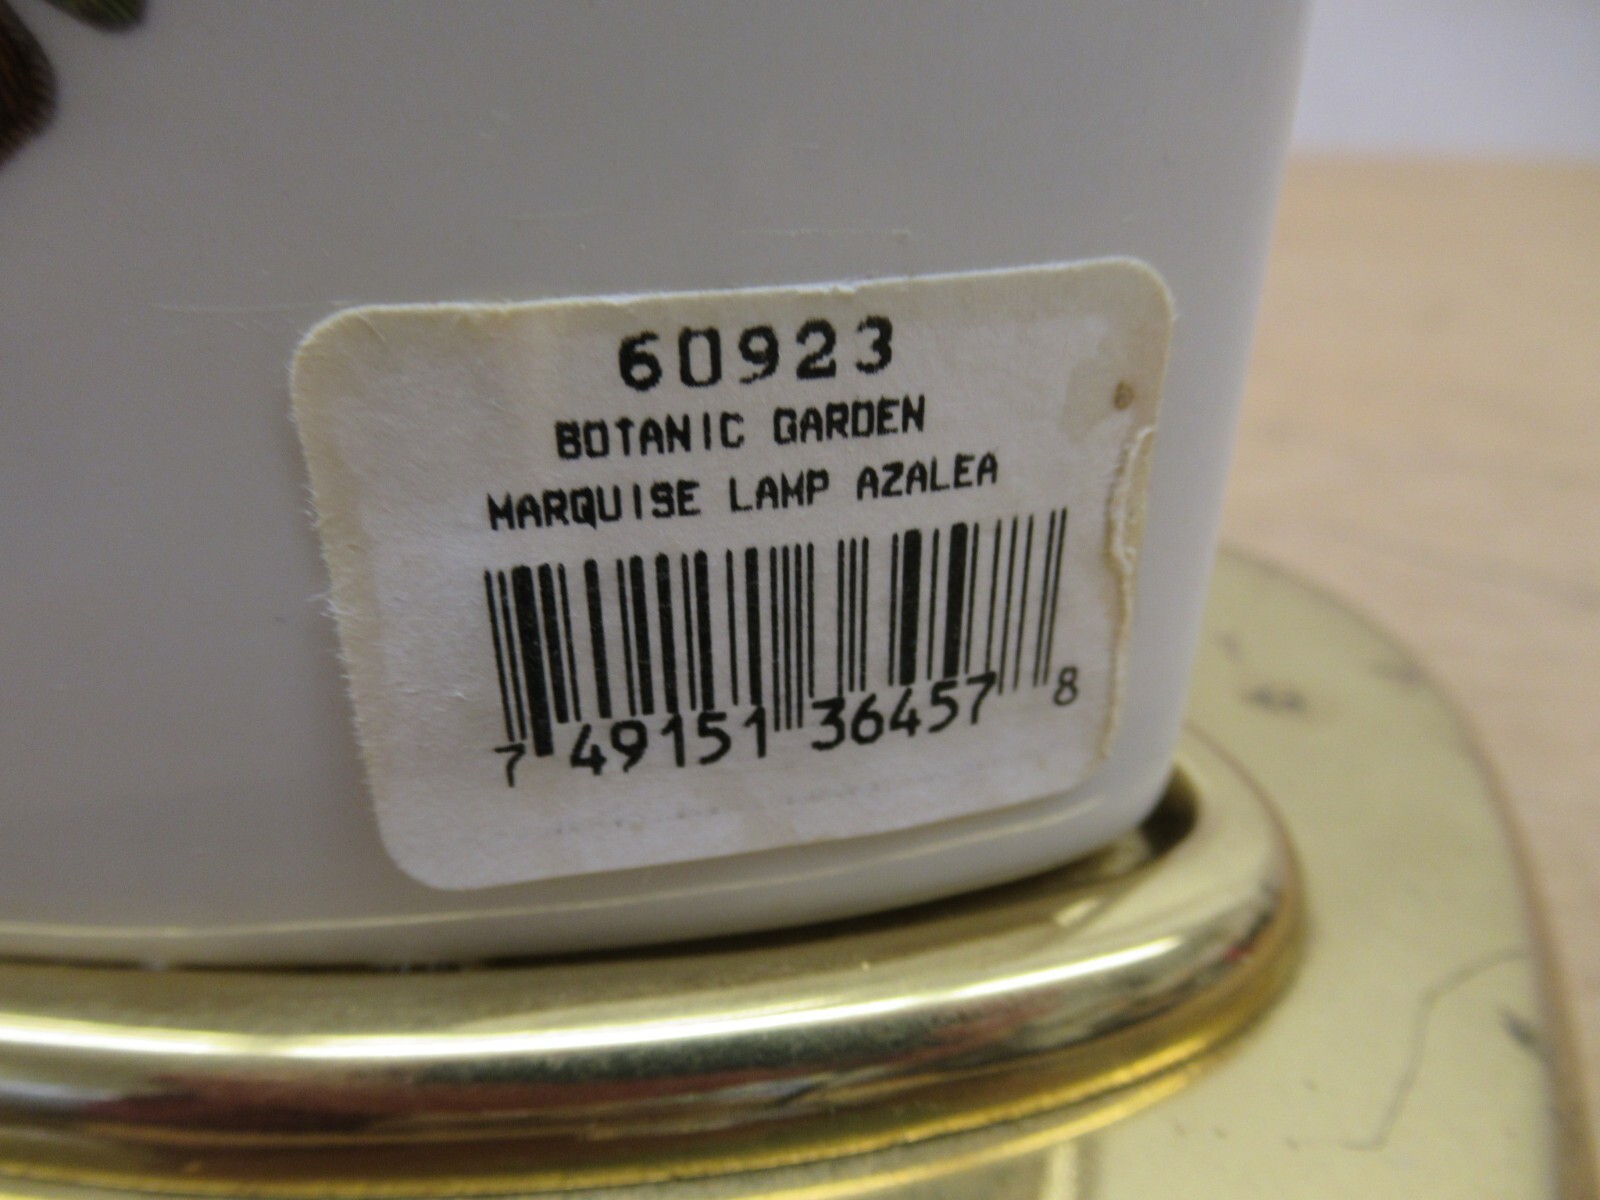 60923
BOTANIC GARDEN
MARQUISE LAMP AZALEA
7 49151 36457 8